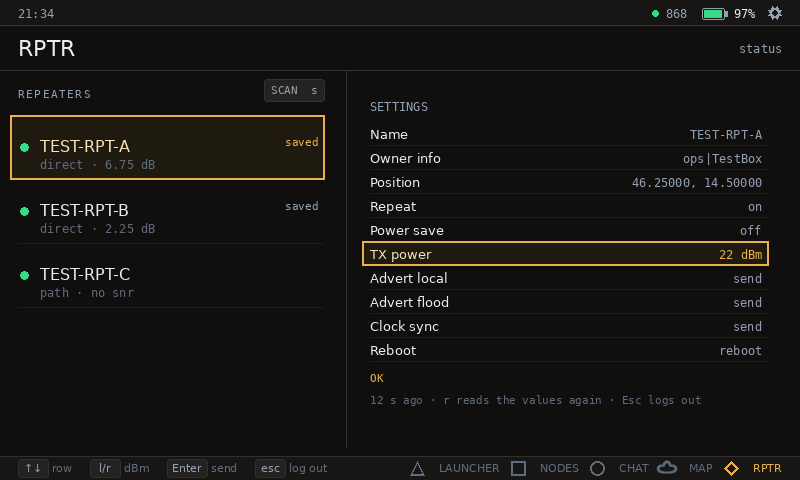 21:34 868 97%
RPTR status
REPEATERS SCAN s
TEST-RPT-A saved
direct · 6.75 dB
TEST-RPT-B saved
direct · 2.25 dB
TEST-RPT-C
path · no snr
SETTINGS
Name TEST-RPT-A
Owner info ops|TestBox
Position 46.25000, 14.50000
Repeat on
Power save off
TX power 22 dBm
Advert local send
Advert flood send
Clock sync send
Reboot reboot
OK
12 s ago · r reads the values again · Esc logs out
↑↓ row l/r dBm Enter send esc log out LAUNCHER NODES CHAT MAP RPTR